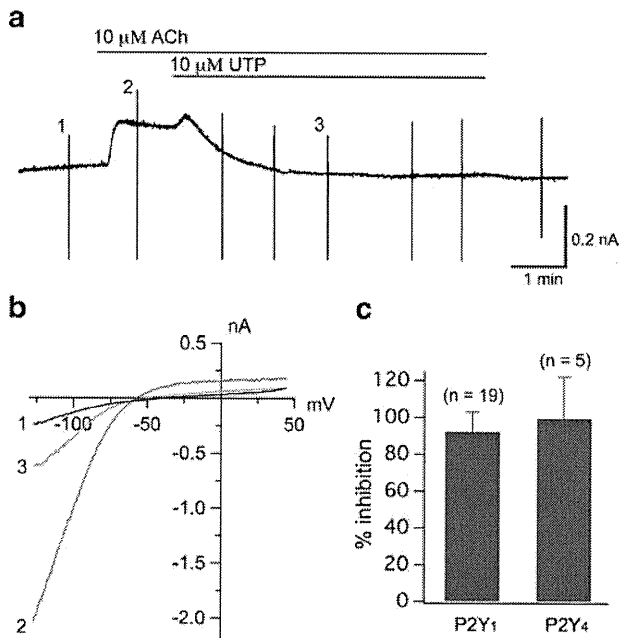 a
10 µM ACh
10 µM UTP
1
2
3
0.2 nA
1 min
b
nA
0.5
mV
-100
-50
50
1
3
-0.5
-1.0
-1.5
2
-2.0
c
(n = 19)
(n = 5)
120
100
80
60
40
20
0
% inhibition
P2Y1
P2Y4